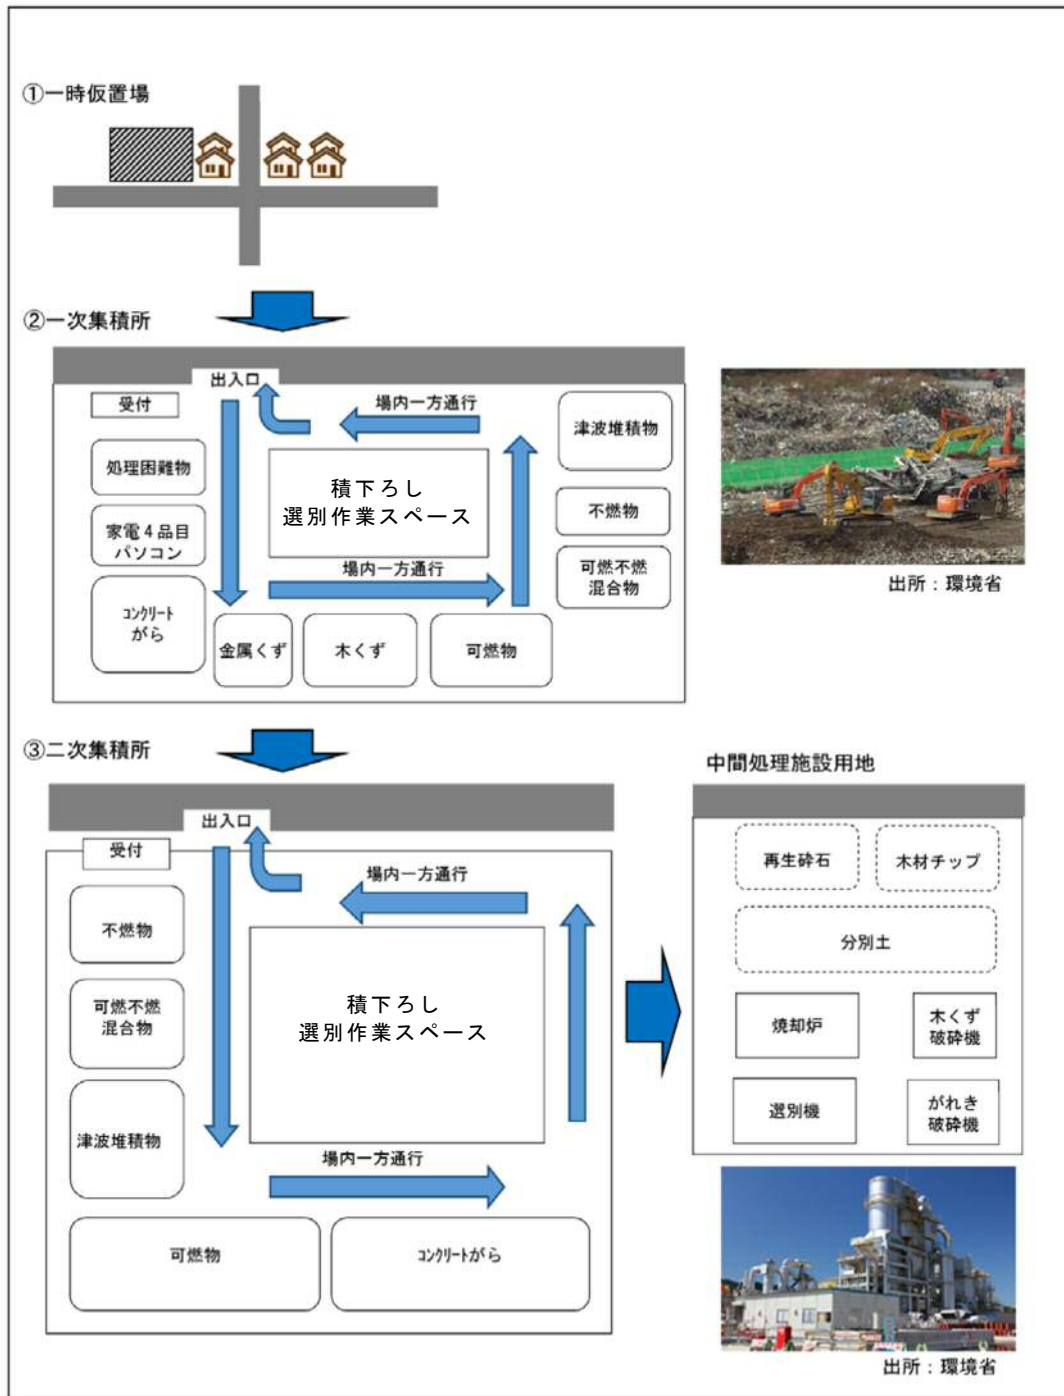 ①一時仮置場
②一次集積所
出入口
受付
場内一方通行
津波堆積物
処理困難物
積下ろし
選別作業スペース
不燃物
家電４品目
パソコン
場内一方通行
可燃不燃
混合物
コンクリート
がら
金属くず
木くず
可燃物
出所：環境省
③二次集積所
出入口
受付
場内一方通行
不燃物
可燃不燃
混合物
積下ろし
選別作業スペース
津波堆積物
場内一方通行
可燃物
コンクリートがら
中間処理施設用地
再生砕石
木材チップ
分別土
焼却炉
木くず
破砕機
選別機
がれき
破砕機
出所：環境省